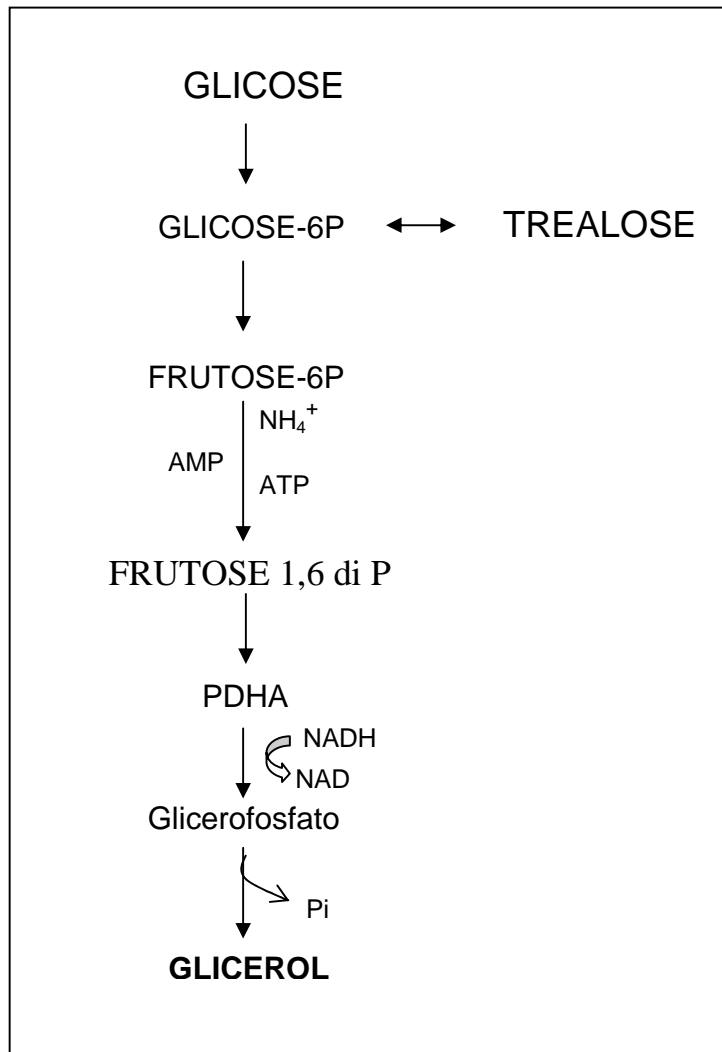 GLICOSE
GLICOSE-6P TREALOSE
FRUTOSE-6P
NH₄⁺
AMP
ATP
FRUTOSE 1,6 di P
PDHA
NADH
NAD
Glicerofosfato
Pi
GLICEROL